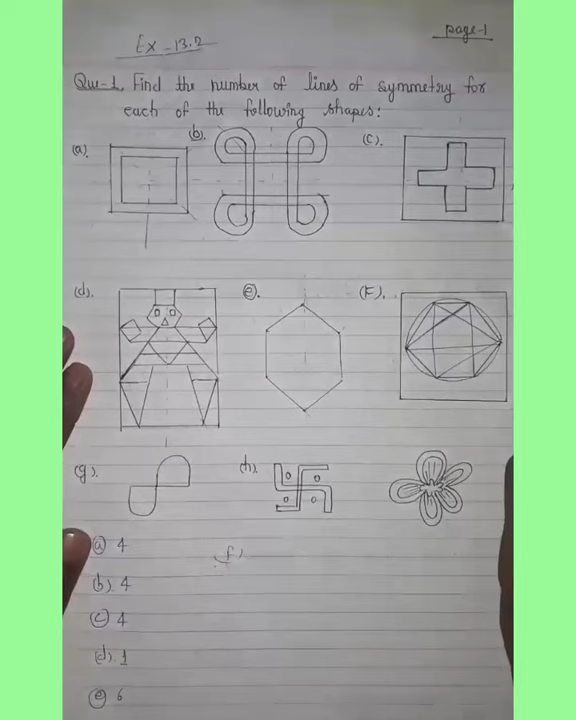 page-1
Ex - 13.2
Que-1. Find the number of lines of symmetry for
each of the following shapes:
(a). (b). (c).
(d). (e). (F).
(g). (h).
(a) 4
(f)
(b) 4
(c) 4
(d). 1
(e) 6